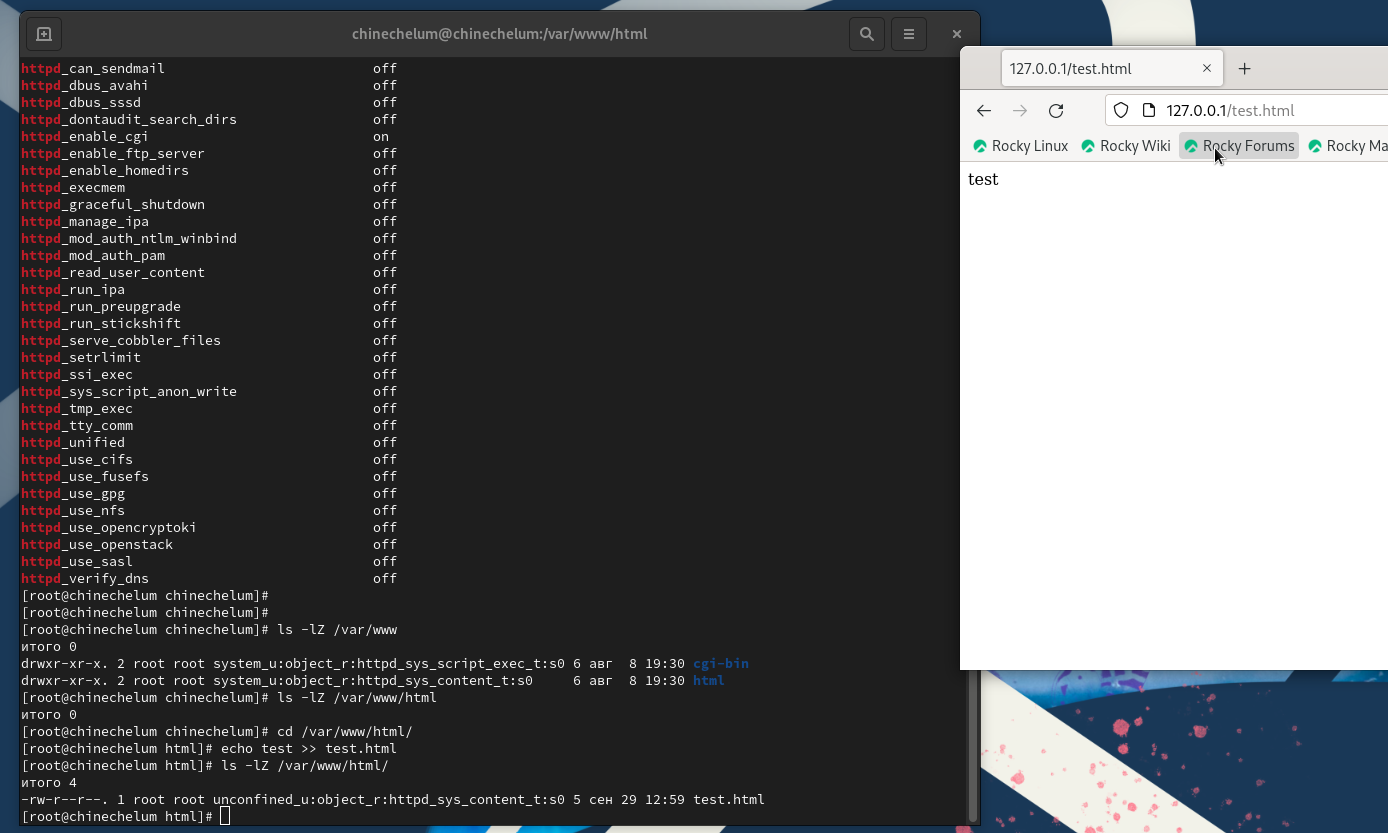 chinechelum@chinechelum:/var/www/html
httpd_can_sendmail off
httpd_dbus_avahi off
httpd_dbus_sssd off
httpd_dontaudit_search_dirs off
httpd_enable_cgi on
httpd_enable_ftp_server off
httpd_enable_homedirs off
httpd_execmem off
httpd_graceful_shutdown off
httpd_manage_ipa off
httpd_mod_auth_ntlm_winbind off
httpd_mod_auth_pam off
httpd_read_user_content off
httpd_run_ipa off
httpd_run_preupgrade off
httpd_run_stickshift off
httpd_serve_cobbler_files off
httpd_setrlimit off
httpd_ssi_exec off
httpd_sys_script_anon_write off
httpd_tmp_exec off
httpd_tty_comm off
httpd_unified off
httpd_use_cifs off
httpd_use_fusefs off
httpd_use_gpg off
httpd_use_nfs off
httpd_use_opencryptoki off
httpd_use_openstack off
httpd_use_sasl off
httpd_verify_dns off
[root@chinechelum chinechelum]#
[root@chinechelum chinechelum]#
[root@chinechelum chinechelum]# ls -lZ /var/www
итого 0
drwxr-xr-x. 2 root root system_u:object_r:httpd_sys_script_exec_t:s0 6 авг  8 19:30 cgi-bin
drwxr-xr-x. 2 root root system_u:object_r:httpd_sys_content_t:s0     6 авг  8 19:30 html
[root@chinechelum chinechelum]# ls -lZ /var/www/html
итого 0
[root@chinechelum chinechelum]# cd /var/www/html/
[root@chinechelum html]# echo test >> test.html
[root@chinechelum html]# ls -lZ /var/www/html/
итого 4
-rw-r--r--. 1 root root unconfined_u:object_r:httpd_sys_content_t:s0 5 сен 29 12:59 test.html
[root@chinechelum html]#
127.0.0.1/test.html
127.0.0.1/test.html
Rocky Linux Rocky Wiki Rocky Forums Rocky Ma
test